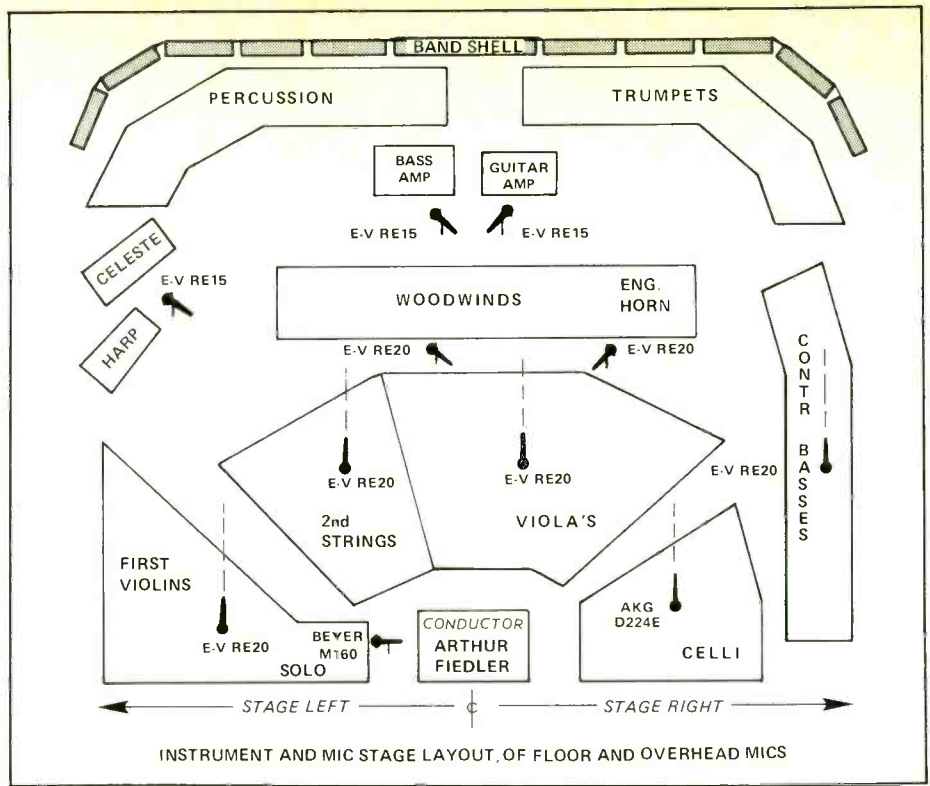 BAND SHELL
PERCUSSION
TRUMPETS
BASS
AMP
GUITAR
AMP
E-V RE15
E-V RE15
CELESTE
E-V RE15
HARP
WOODWINDS
ENG.
HORN
E-V RE20
E-V RE20
CONTR BASSES
E-V RE20
E-V RE20
E-V RE20
2nd
STRINGS
VIOLA'S
FIRST
VIOLINS
E-V RE20
SOLO
BEYER
M160
CONDUCTOR
ARTHUR
FIEDLER
AKG
D224E
CELLI
STAGE LEFT
℄
STAGE RIGHT
INSTRUMENT AND MIC STAGE LAYOUT, OF FLOOR AND OVERHEAD MICS